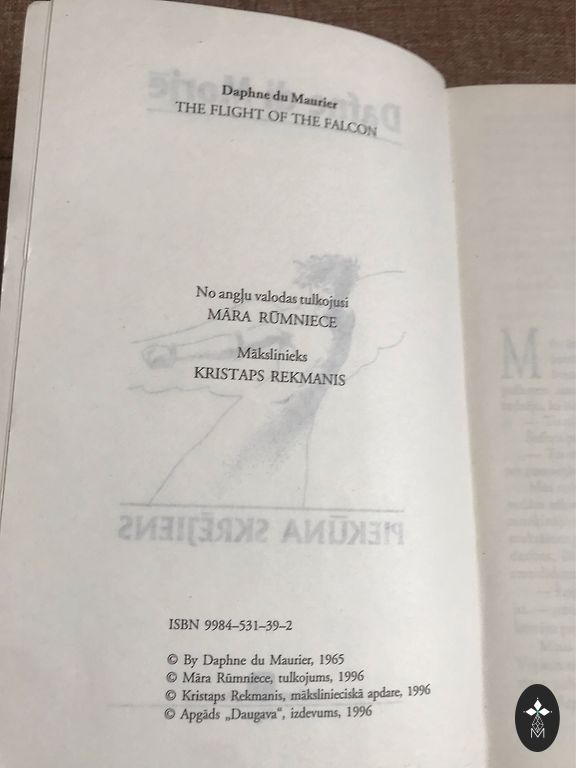 Daphne du Maurier
THE FLIGHT OF THE FALCON
No angļu valodas tulkojusi
MĀRA RŪMNIECE
Mākslinieks
KRISTAPS REKMANIS
PIEKŪNA SKRĒJIENS
ISBN 9984–531–39–2
© By Daphne du Maurier, 1965
© Māra Rūmniece, tulkojums, 1996
© Kristaps Rekmanis, mākslinieciskā apdare, 1996
© Apgāds „Daugava“, izdevums, 1996
M
M